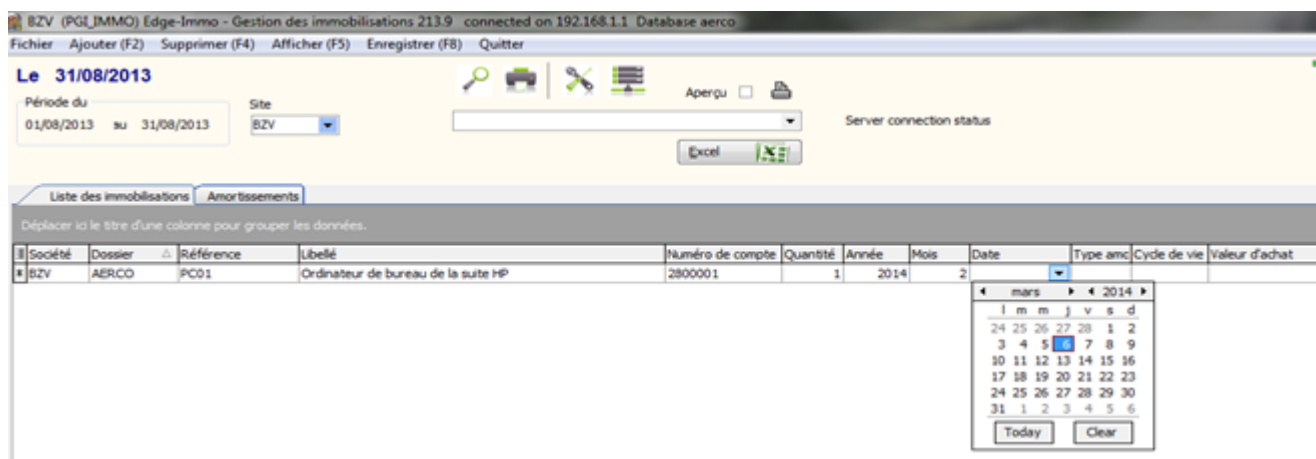 BZV (PGI_IMMO) Edge-Immo - Gestion des immobilisations 213.9 connected on 192.168.1.1 Database aerco
Fichier Ajouter (F2) Supprimer (F4) Afficher (F5) Enregistrer (F8) Quitter
Le 31/08/2013
Aperçu
Période du
Site
01/08/2013 au 31/08/2013
BZV
Server connection status
Excel
Liste des immobilisations Amortissements
Déplacer ici le titre d'une colonne pour grouper les données.
Société Dossier Référence Libellé Numéro de compte Quantité Année Mois Date Type amc Cycle de vie Valeur d'achat
BZV AERCO PC01 Ordinateur de bureau de la suite HP 2800001 1 2014 2
mars 2014
l m m j v s d
24 25 26 27 28 1 2
3 4 5 6 7 8 9
10 11 12 13 14 15 16
17 18 19 20 21 22 23
24 25 26 27 28 29 30
31 1 2 3 4 5 6
Today Clear